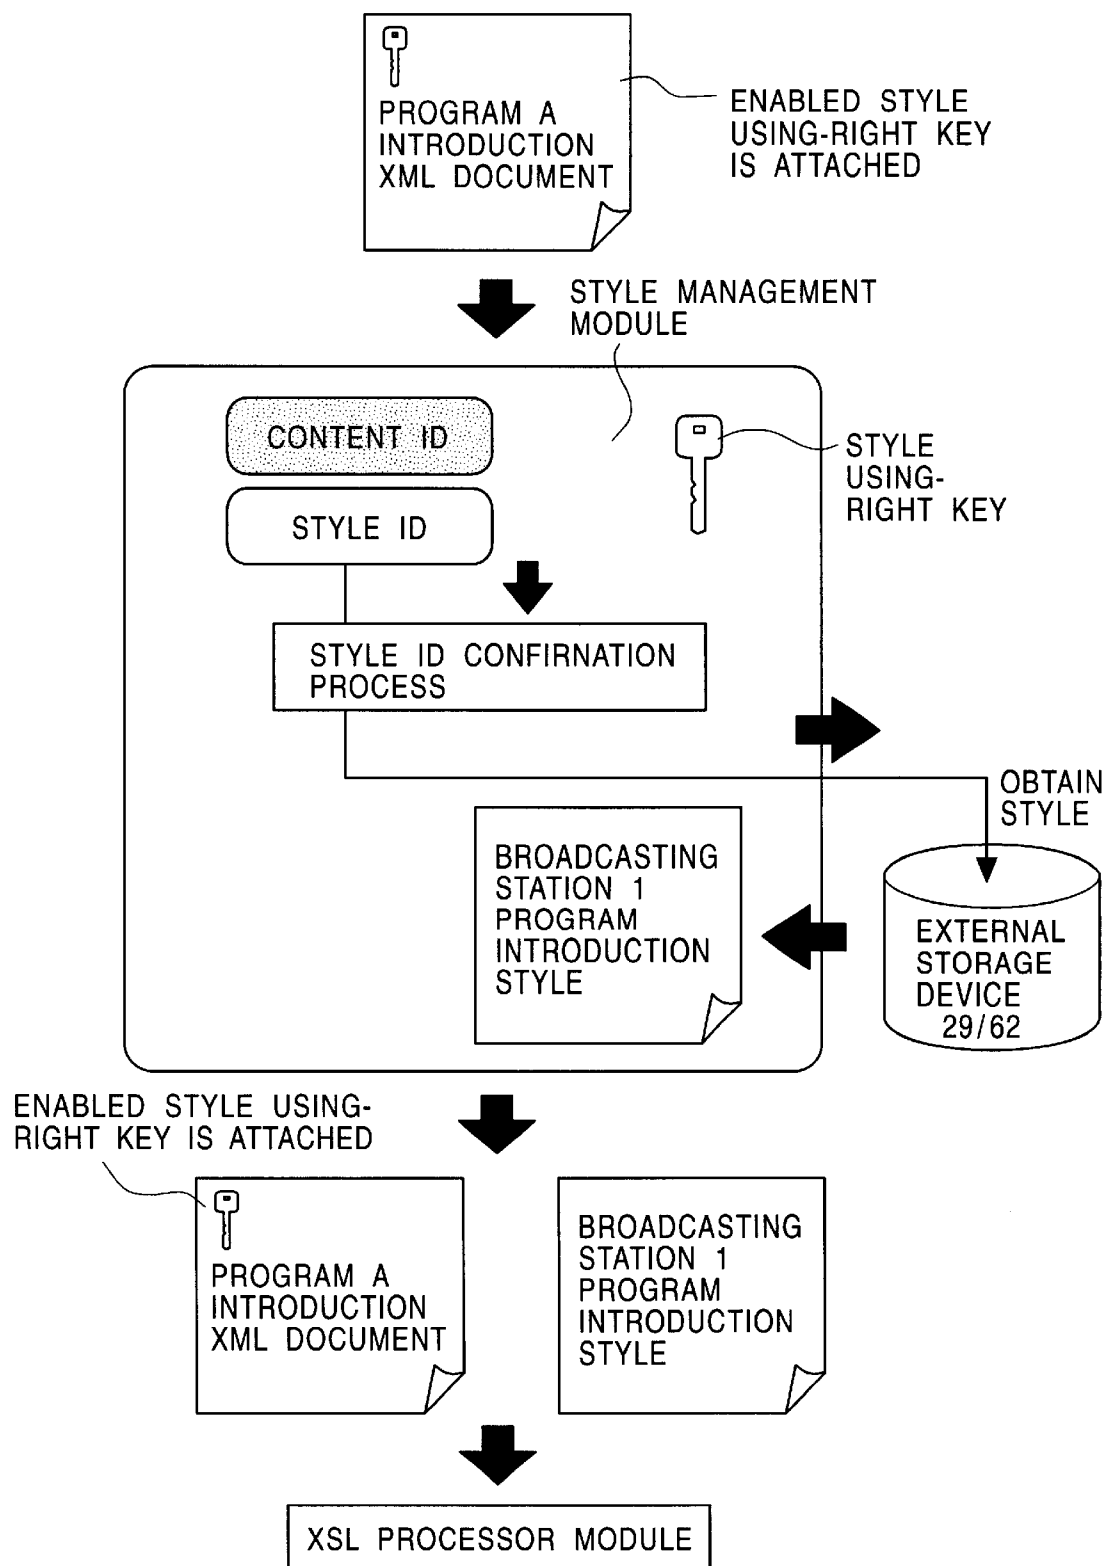 PROGRAM A
INTRODUCTION
XML DOCUMENT
ENABLED STYLE
USING-RIGHT KEY
IS ATTACHED
STYLE MANAGEMENT
MODULE
CONTENT ID
STYLE ID
STYLE
USING-
RIGHT KEY
STYLE ID CONFIRNATION
PROCESS
OBTAIN
STYLE
BROADCASTING
STATION 1
PROGRAM
INTRODUCTION
STYLE
EXTERNAL
STORAGE
DEVICE
29/62
ENABLED STYLE USING-
RIGHT KEY IS ATTACHED
PROGRAM A
INTRODUCTION
XML DOCUMENT
BROADCASTING
STATION 1
PROGRAM
INTRODUCTION
STYLE
XSL PROCESSOR MODULE